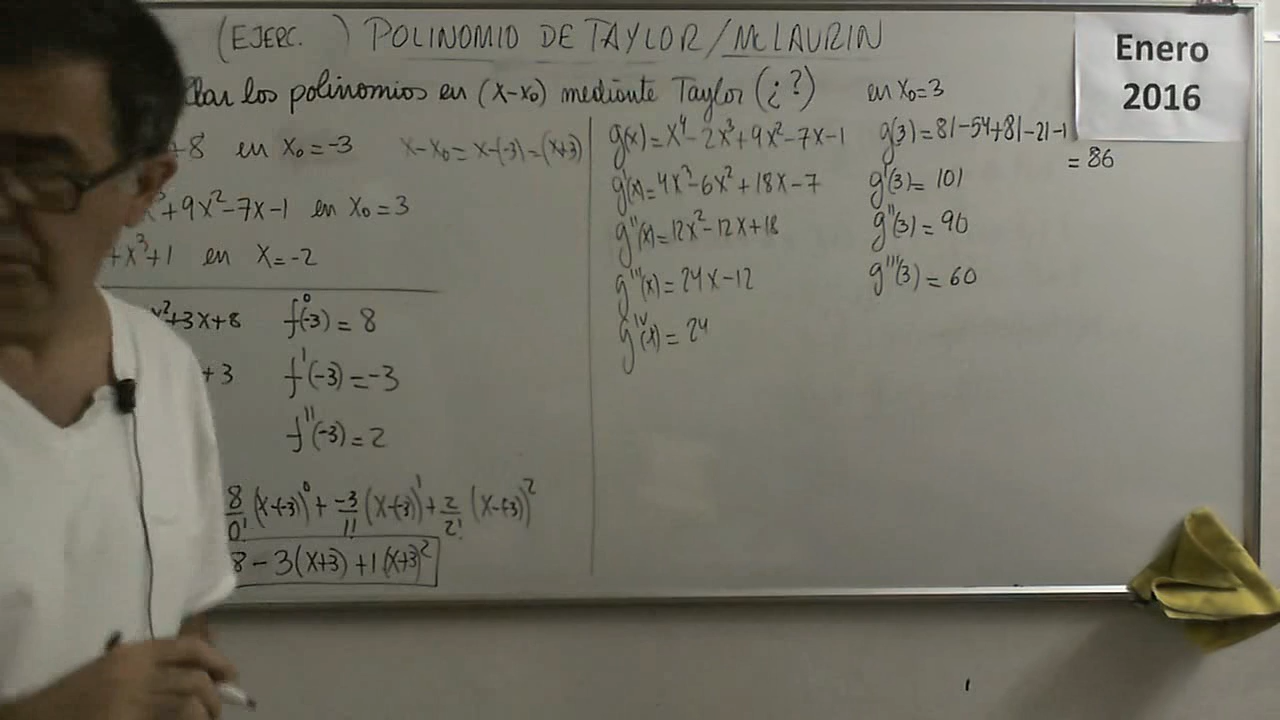 (EJERC. ) POLINOMIO DE TAYLOR/MCLAURIN
los polinomios en (x-x₀) mediante Taylor (¿?)
+8 en x₀=-3 x-x₀=x-(-3)=(x+3)
x³+9x²-7x-1 en x₀=3
+x³+1 en x=-2
x²+3x+8 f⁰(-3)=8
+3 f'(-3)=-3
f''(-3)=2
8/0! (x-(-3))⁰ + -3/1! (x-(-3))¹ + 2/2! (x-(-3))²
8-3(x+3)+1(x+3)²
en x₀=3
g(x)=x⁴-2x³+9x²-7x-1 g(3)=81-54+81-21-1
=86
g'(x)=4x³-6x²+18x-7 g'(3)=101
g''(x)=12x²-12x+18 g''(3)=90
g'''(x)=24x-12 g'''(3)=60
gᴵⱽ(x)=24
Enero
2016